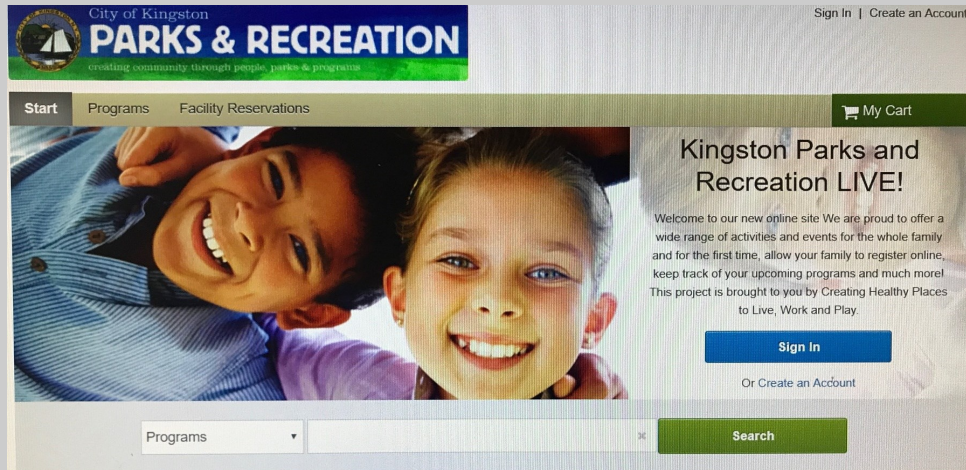 City of Kingston
PARKS & RECREATION
creating community through people, parks & programs
Sign In | Create an Account
Start Programs Facility Reservations
My Cart
Kingston Parks and
Recreation LIVE!
Welcome to our new online site We are proud to offer a
wide range of activities and events for the whole family
and for the first time, allow your family to register online,
keep track of your upcoming programs and much more!
This project is brought to you by Creating Healthy Places
to Live, Work and Play.
Sign In
Or Create an Account
Programs
Search